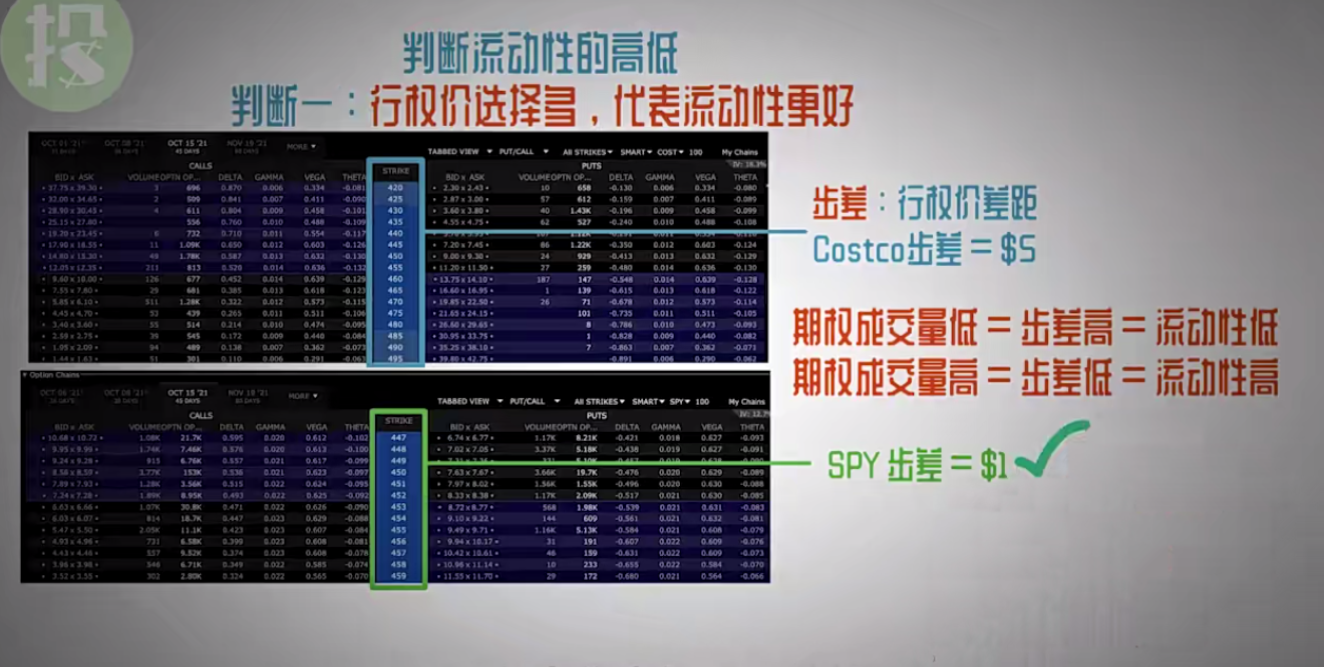 投$
判断流动性的高低
判断一：行权价选择多，代表流动性更好
OCT 15 '21 NOV 19 '21 MORE
45 DAYS
TABBED VIEW PUT/CALL All STRIKES SMART COST 100 My Chains
IV: 16.3%
CALLS STRIKE PUTS
BID x ASK VOLUME OPTN OP... DELTA GAMMA VEGA THETA BID x ASK VOLUME OPTN OP... DELTA GAMMA VEGA THETA
37.75 x 39.30 3 696 0.870 0.006 0.334 -0.081 420 2.30 x 2.43 10 658 -0.130 0.006 0.334 -0.080
32.00 x 34.65 2 509 0.841 0.007 0.411 -0.090 425 2.87 x 3.00 57 612 -0.159 0.007 0.411 -0.089
28.50 x 30.43 4 611 0.804 0.009 0.458 -0.101 430 3.60 x 3.80 40 1.43K -0.196 0.009 0.458 -0.099
25.15 x 27.80 556 0.760 0.010 0.488 -0.109 435 4.55 x 4.75 62 527 -0.240 0.010 0.488 -0.108
19.20 x 23.45 6 732 0.710 0.011 0.554 -0.117 440
17.90 x 18.55 11 1.09K 0.650 0.012 0.603 -0.126 445 7.20 x 7.45 86 1.22K -0.350 0.012 0.603 -0.124
14.80 x 15.30 49 1.78K 0.587 0.013 0.632 -0.130 450 9.00 x 9.30 24 929 -0.413 0.013 0.632 -0.129
12.05 x 12.35 211 813 0.520 0.014 0.636 -0.132 455 11.20 x 11.50 27 259 -0.480 0.014 0.636 -0.130
9.60 x 10.00 126 677 0.452 0.014 0.639 -0.129 460 13.75 x 14.10 187 147 -0.548 0.014 0.639 -0.128
7.55 x 7.80 29 681 0.385 0.013 0.618 465 16.60 x 16.95 1 139 -0.615 0.013 0.618 -0.122
5.85 x 6.10 511 1.28K 0.322 0.012 0.573 -0.115 470 19.85 x 22.50 26 71 -0.678 0.012 0.573 -0.114
4.45 x 4.70 53 439 0.265 0.011 0.511 -0.106 475 21.65 x 24.15 101 -0.735 0.011 0.511 -0.105
3.40 x 3.60 55 514 0.214 0.010 0.474 -0.095 480 26.60 x 29.65 8 -0.786 0.010 0.473 -0.093
2.59 x 2.75 39 545 0.172 0.009 0.440 -0.084 485 30.95 x 33.75 1 -0.828 0.009 0.440 -0.082
1.95 x 2.09 94 489 0.138 0.007 0.362 -0.073 490 35.25 x 38.10 7 -0.863 0.007 0.362 -0.071
1.44 x 1.63 51 301 0.110 0.006 0.291 495 39.80 x 42.75 -0.891 0.006 0.290 -0.062
步差：行权价差距
Costco步差 = $5
期权成交量低 = 步差高 = 流动性低
期权成交量高 = 步差低 = 流动性高
Option Chains
OCT 15 '21 MORE
45 DAYS
TABBED VIEW PUT/CALL All STRIKES SMART SPY 100 My Chains
CALLS STRIKE PUTS
BID x ASK VOLUME OPTN OP... DELTA GAMMA VEGA THETA BID x ASK VOLUME OPTN OP... DELTA GAMMA VEGA THETA
10.68 x 10.72 1.08K 21.7K 0.595 0.020 0.612 -0.102 447 6.74 x 6.77 1.17K 8.21K -0.421 0.018 0.627 -0.093
9.95 x 9.99 7.46K 0.576 0.020 0.613 -0.100 448 7.02 x 7.05 3.37K 5.18K -0.438 0.019 -0.091
9.24 x 9.28 915 6.76K 0.557 0.021 0.617 -0.099 449
8.56 x 8.59 3.77K 153K 0.536 0.021 0.623 -0.097 450 7.63 x 7.67 3.66K 19.7K -0.476 0.020 0.629 -0.089
7.89 x 7.93 1.28K 3.56K 0.515 0.022 0.624 -0.095 451 7.97 x 8.02 1.56K 1.55K -0.496 0.020 0.630 -0.088
7.24 x 7.28 1.89K 8.95K 0.493 0.022 0.625 -0.092 452 8.33 x 8.38 1.17K 2.09K -0.517 0.021 0.630 -0.085
6.63 x 6.66 1.07K 30.8K 0.471 0.022 0.626 -0.090 453 8.72 x 8.77 568 1.98K -0.539 0.021 0.631 -0.083
6.03 x 6.07 814 18.7K 0.447 0.023 0.629 -0.088 454 9.10 x 9.22 144 609 -0.561 0.021 0.632 -0.081
5.47 x 5.50 2.05K 11.1K 0.423 0.023 0.607 -0.084 455 9.49 x 9.71 1.16K 5.13K -0.584 0.021 0.608 -0.079
4.93 x 4.96 731 6.58K 0.399 0.023 0.608 -0.081 456 9.94 x 10.17 31 191 -0.607 0.022 0.609 -0.076
4.43 x 4.46 557 9.52K 0.374 0.023 0.608 -0.078 457 10.42 x 10.61 46 159 -0.631 0.022 0.609 -0.073
3.96 x 3.98 546 6.71K 0.349 0.022 0.585 -0.074 458 10.96 x 11.14 10 233 -0.655 0.022 0.584 -0.070
3.52 x 3.55 302 2.80K 0.324 0.022 0.565 -0.070 459 11.55 x 11.70 29 172 -0.680 0.021 0.564 -0.066
SPY 步差 = $1